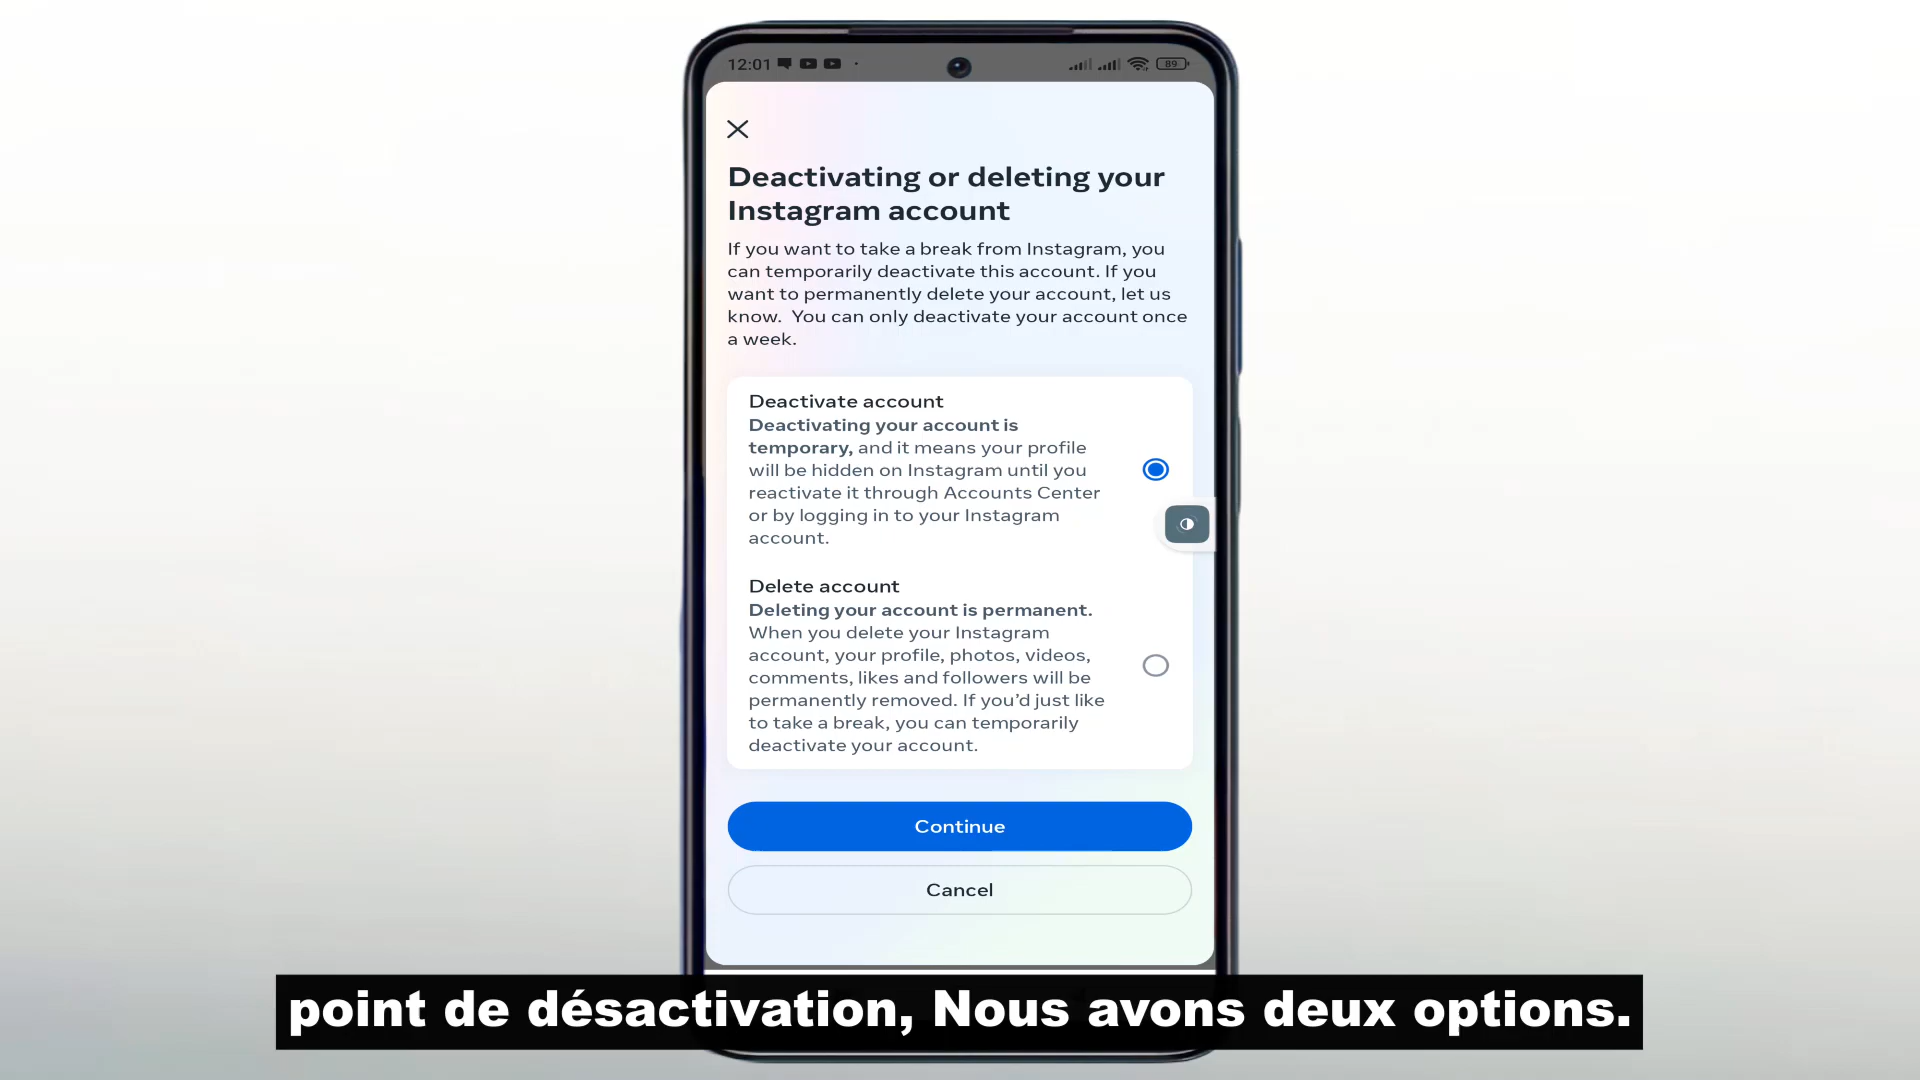 12:01
89
Deactivating or deleting your
Instagram account
If you want to take a break from Instagram, you
can temporarily deactivate this account. If you
want to permanently delete your account, let us
know.  You can only deactivate your account once
a week.
Deactivate account
Deactivating your account is
temporary, and it means your profile
will be hidden on Instagram until you
reactivate it through Accounts Center
or by logging in to your Instagram
account.
Delete account
Deleting your account is permanent.
When you delete your Instagram
account, your profile, photos, videos,
comments, likes and followers will be
permanently removed. If you’d just like
to take a break, you can temporarily
deactivate your account.
Continue
Cancel
point de désactivation, Nous avons deux options.